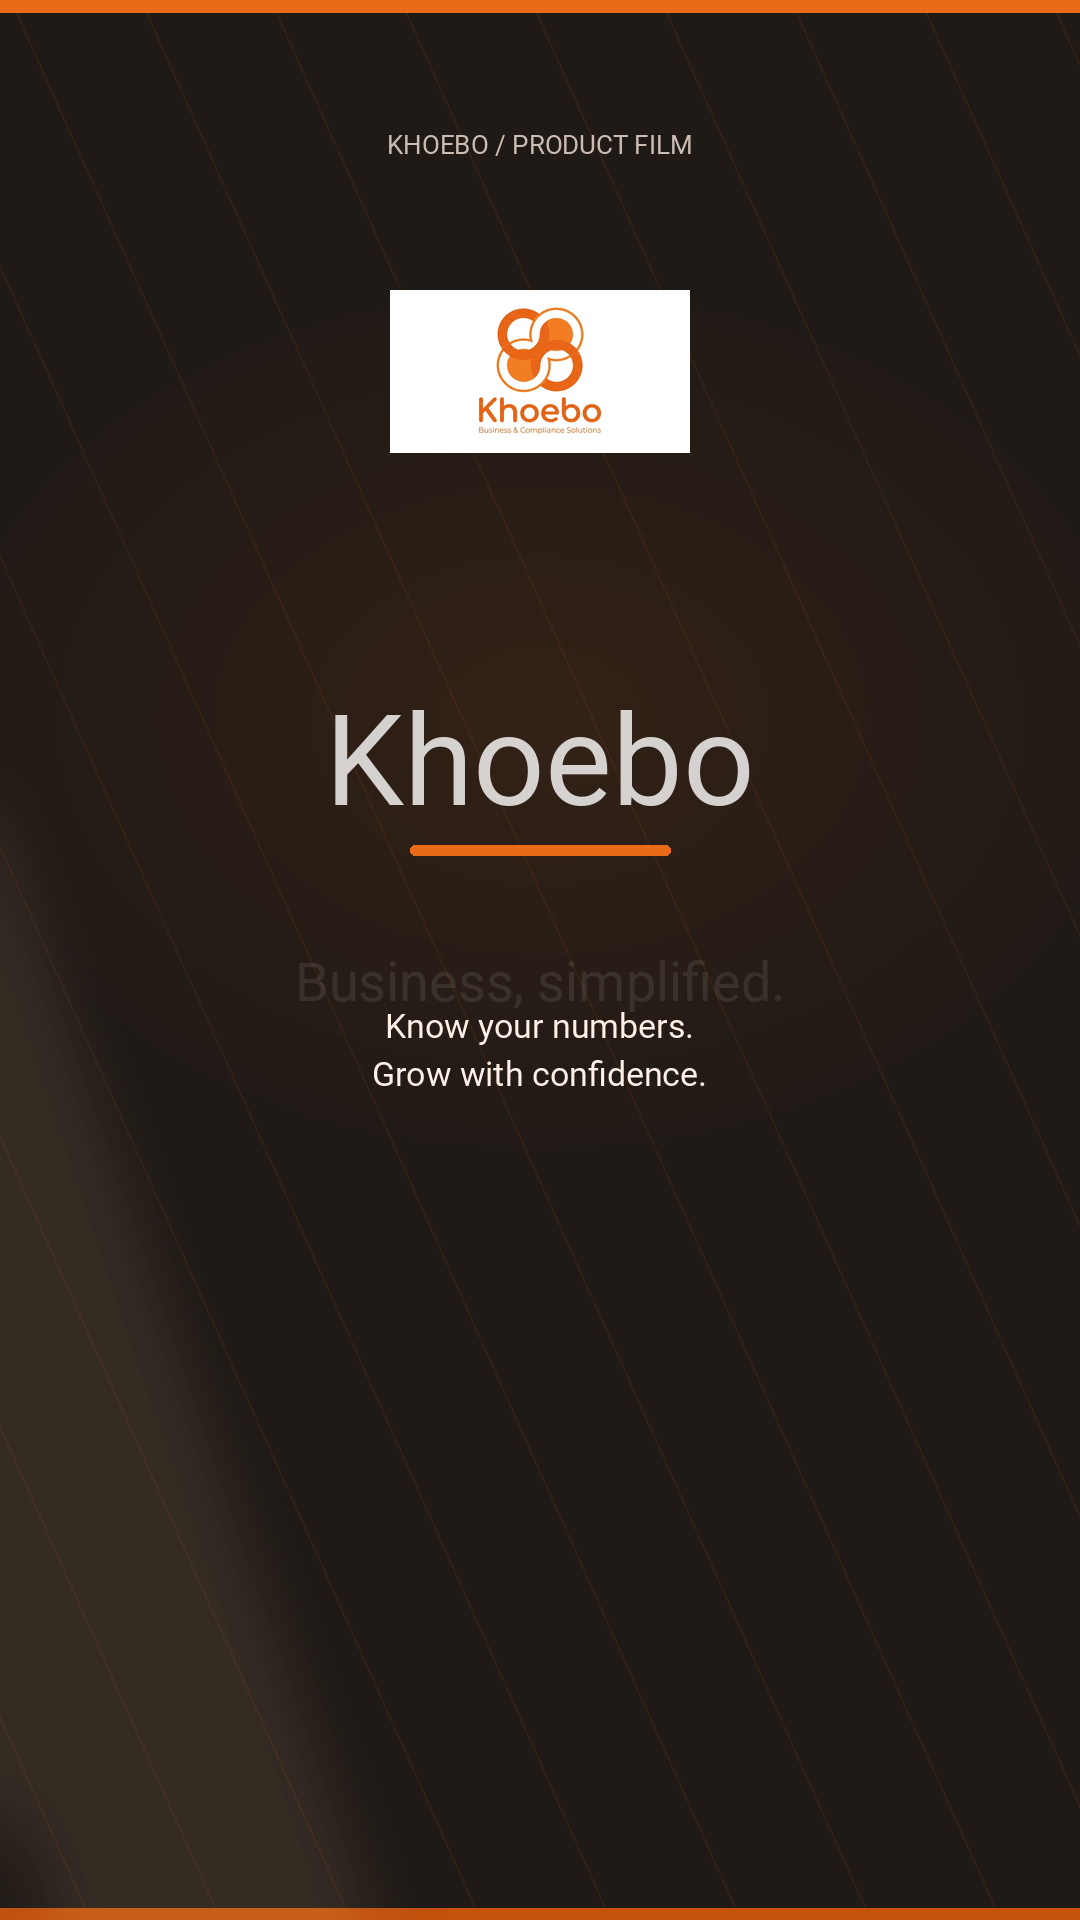 KHOEBO / PRODUCT FILM
Khoebo
Business & Compliance Solutions
Khoebo
Business, simplified.
Know your numbers.
Grow with confidence.